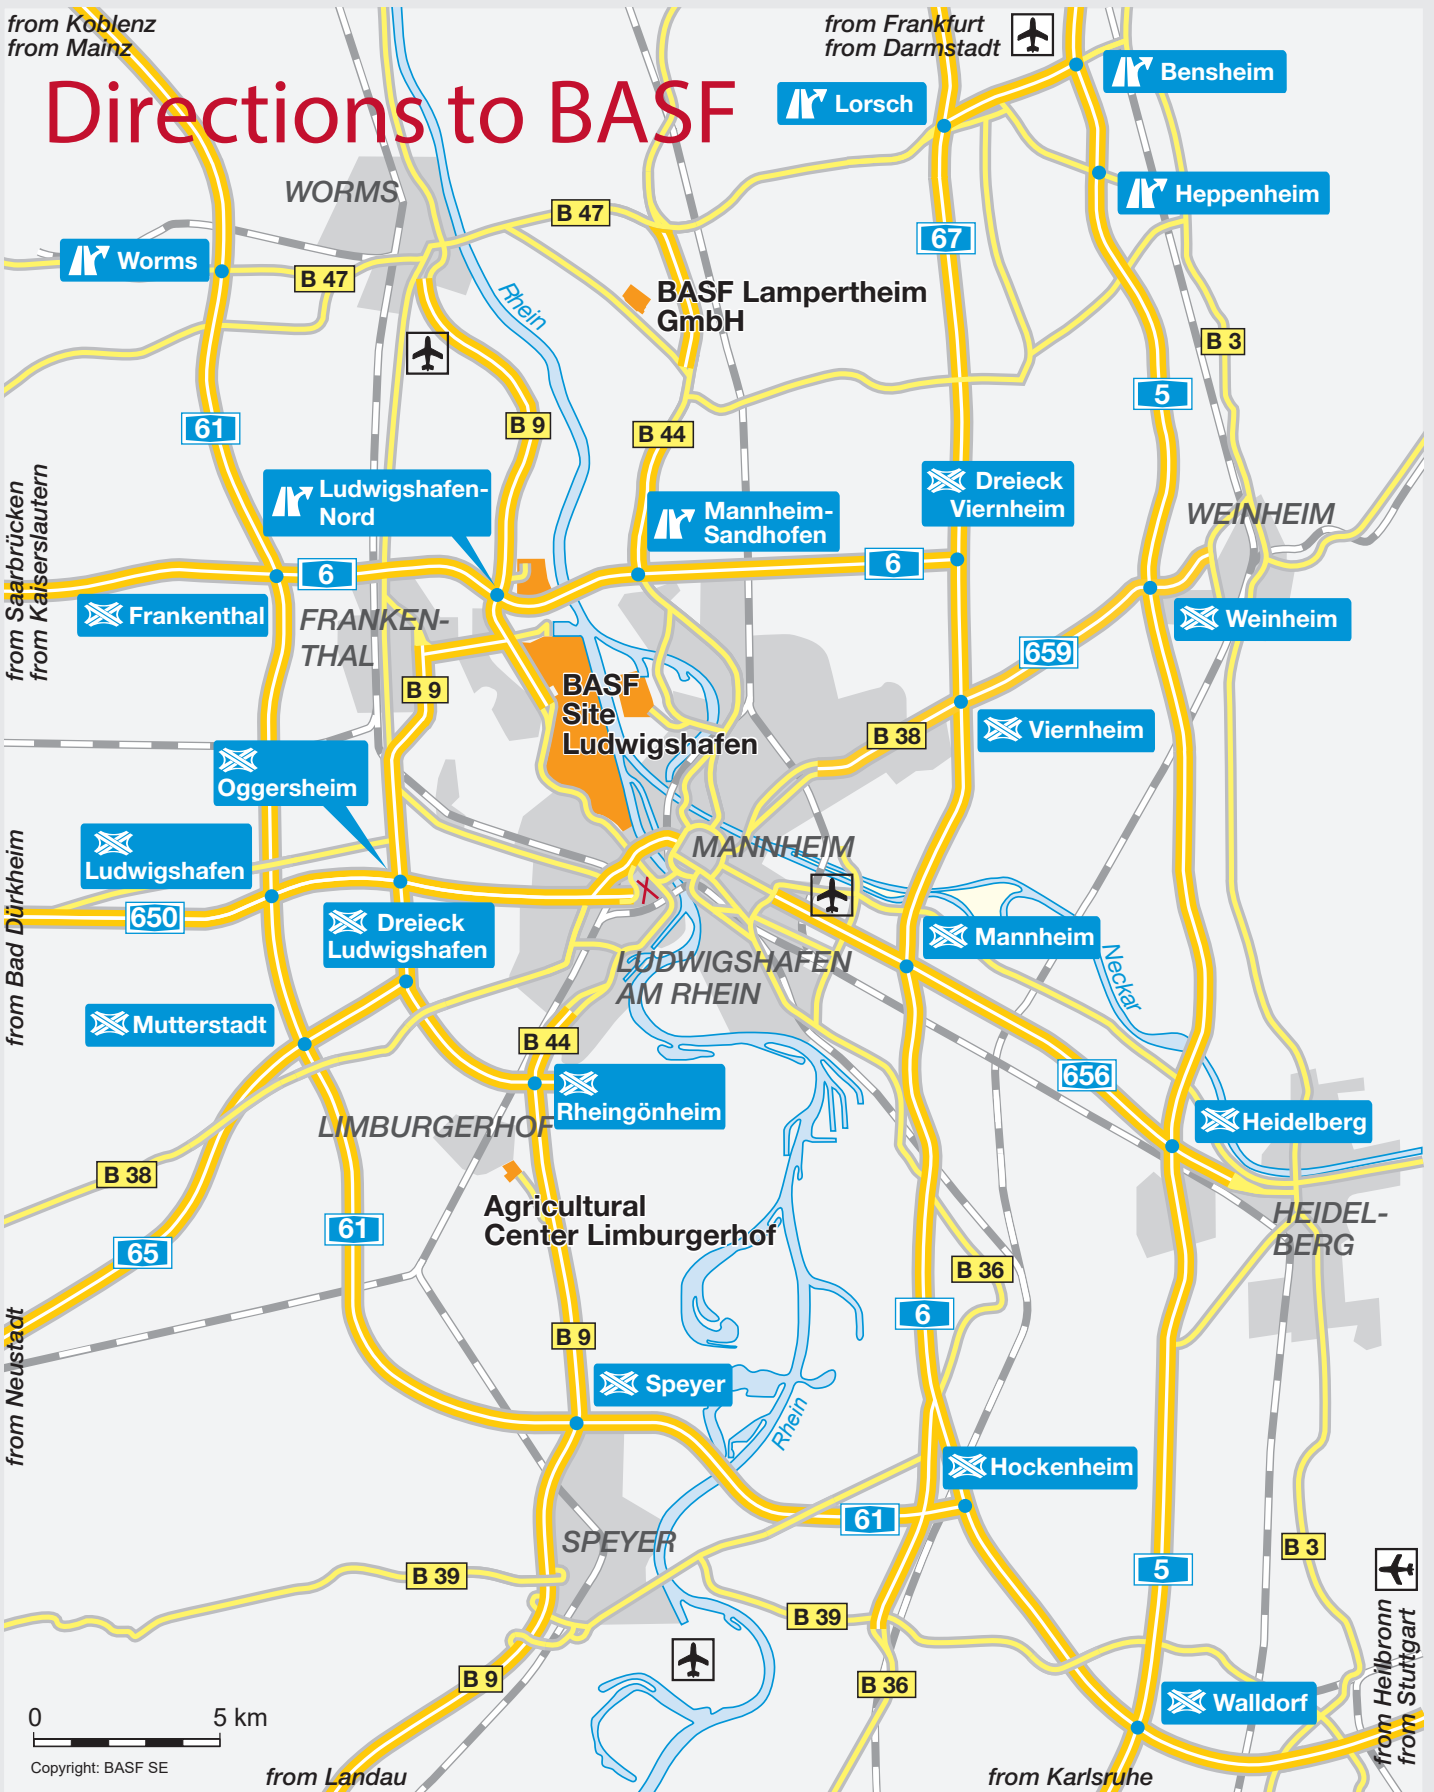 from Koblenz
from Mainz
from Frankfurt
from Darmstadt
Directions to BASF
Bensheim
Lorsch
Heppenheim
WORMS
B 47
67
Worms
B 47
Rhein
BASF Lampertheim
GmbH
B 3
5
61
B 9
B 44
from Saarbrücken
from Kaiserslautern
Ludwigshafen-
Nord
Mannheim-
Sandhofen
Dreieck
Viernheim
WEINHEIM
6
6
Frankenthal
FRANKEN-
THAL
Weinheim
659
B 9
BASF
Site
Ludwigshafen
B 38
Viernheim
Oggersheim
Ludwigshafen
MANNHEIM
from Bad Dürkheim
650
Dreieck
Ludwigshafen
Mannheim
LUDWIGSHAFEN
AM RHEIN
Neckar
Mutterstadt
B 44
656
Rheingönheim
LIMBURGERHOF
Heidelberg
B 38
Agricultural
Center Limburgerhof
61
65
HEIDEL-
BERG
B 36
6
from Neustadt
B 9
Speyer
Rhein
Hockenheim
61
SPEYER
B 3
5
B 39
B 39
from Heilbronn
from Stuttgart
B 9
B 36
Walldorf
0 5 km
Copyright: BASF SE
from Landau
from Karlsruhe